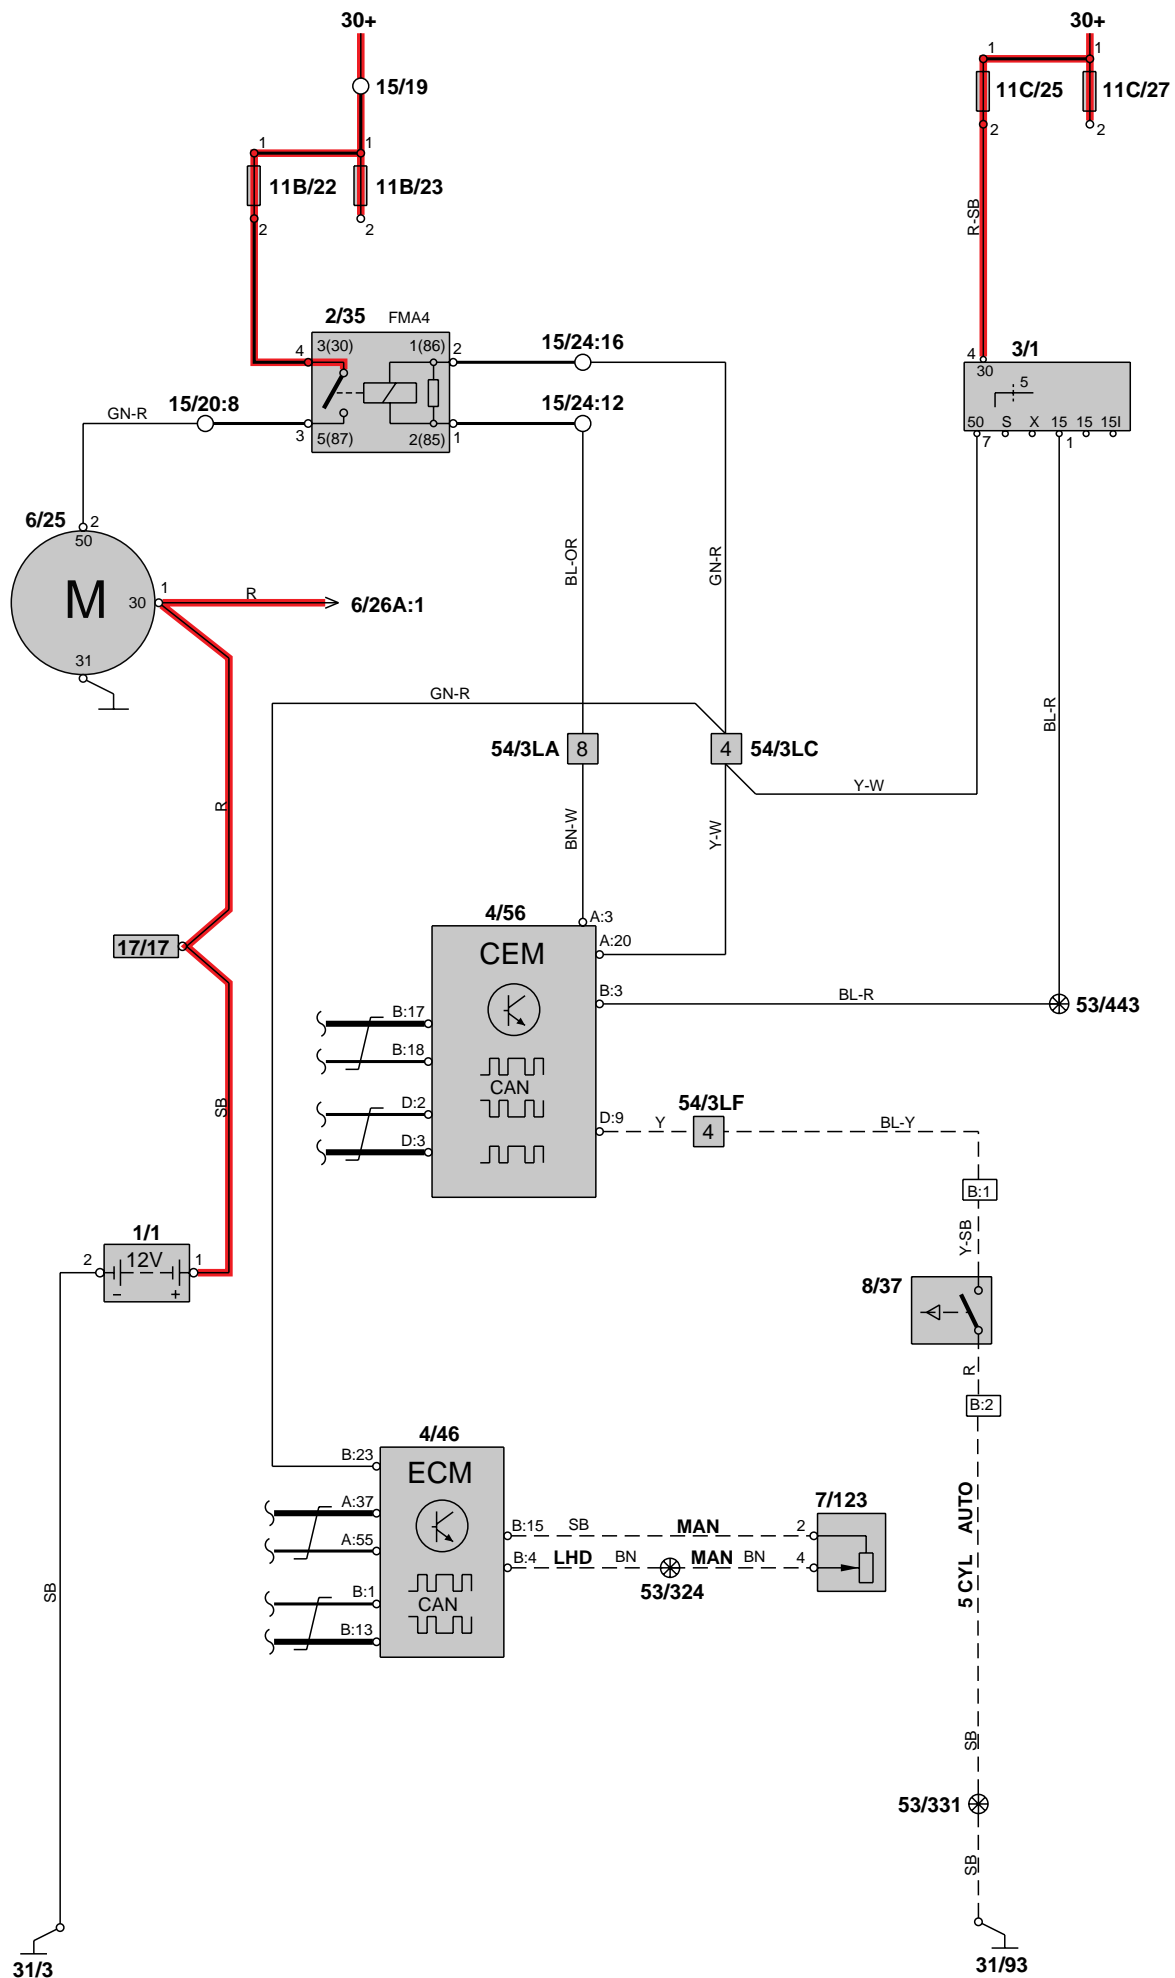 30+
30+
15/19
1
1
11C/25
11C/27
2
2
1
1
11B/22
11B/23
2
2
R-SB
2/35
FMA4
4
3(30)
1(86)
2
15/24:16
15/20:8
GN-R
3
5(87)
2(85)
1
15/24:12
4
3/1
30
5
50
S
X
15
15
15I
7
1
6/25
2
50
M
30
1
R
6/26A:1
31
BL-OR
GN-R
GN-R
54/3LA
8
4
54/3LC
Y-W
BL-R
R
BN-W
Y-W
17/17
4/56
A:3
CEM
A:20
B:3
BL-R
53/443
B:17
B:18
CAN
D:2
D:3
D:9
Y
54/3LF
4
BL-Y
SB
B:1
Y-SB
1/1
2
12V
1
–
+
8/37
R
B:2
4/46
B:23
ECM
A:37
A:55
B:1
CAN
B:13
B:15
SB
MAN
7/123
2
B:4
LHD
BN
MAN
BN
4
53/324
5 CYL AUTO
SB
SB
53/331
SB
31/3
31/93